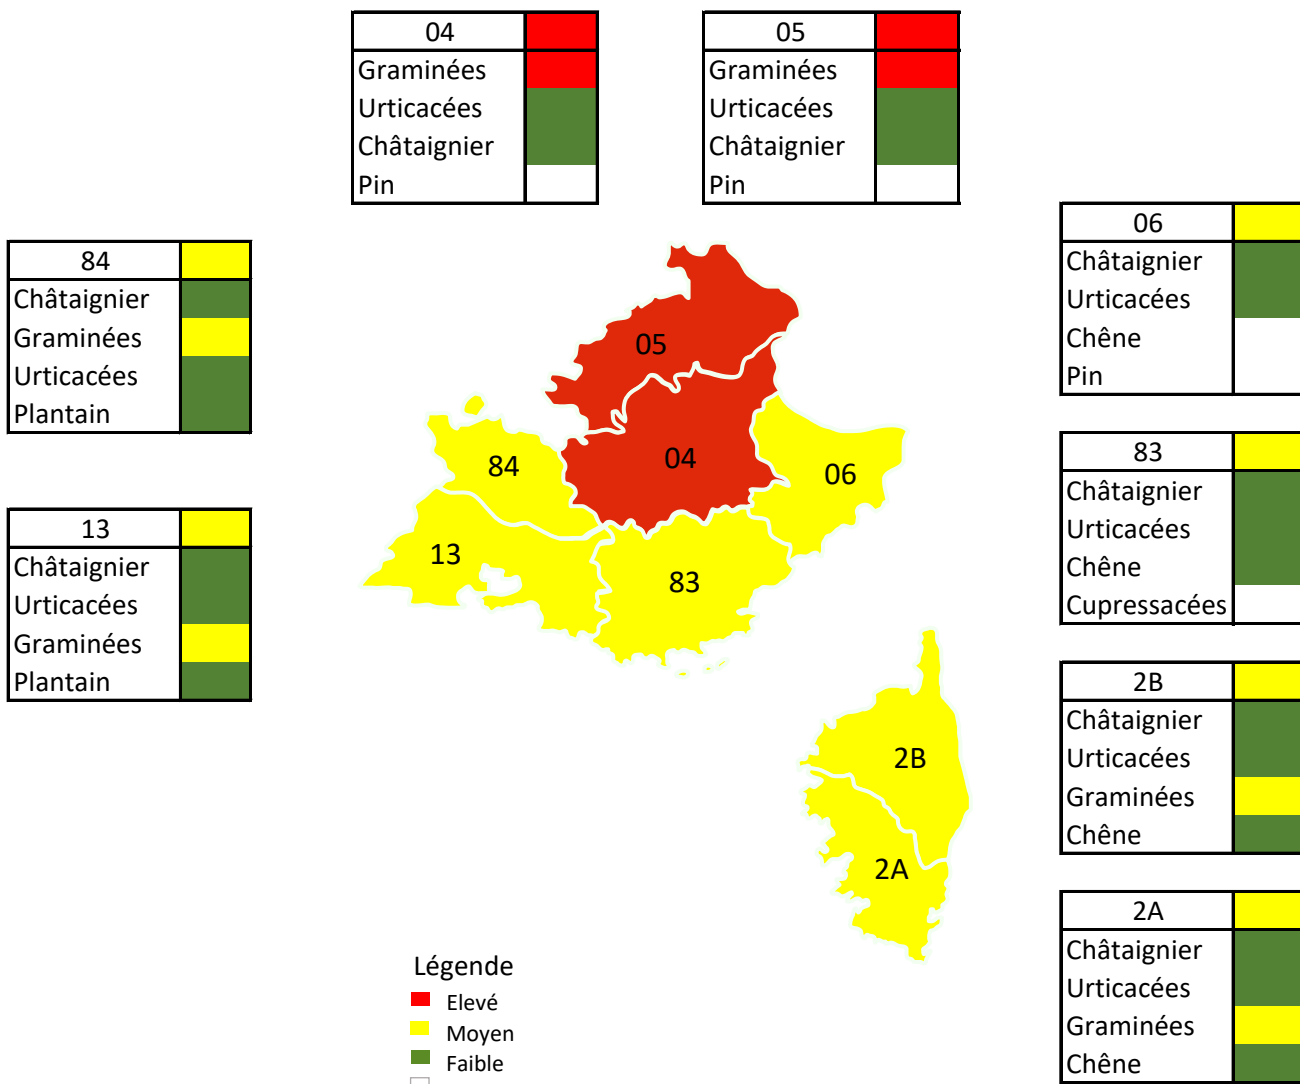 04
Graminées
Urticacées
Châtaignier
Pin
05
Graminées
Urticacées
Châtaignier
Pin
84
Châtaignier
Graminées
Urticacées
Plantain
13
Châtaignier
Urticacées
Graminées
Plantain
06
Châtaignier
Urticacées
Chêne
Pin
83
Châtaignier
Urticacées
Chêne
Cupressacées
2B
Châtaignier
Urticacées
Graminées
Chêne
2A
Châtaignier
Urticacées
Graminées
Chêne
05
04
84
06
13
83
2B
2A
Légende
Elevé
Moyen
Faible